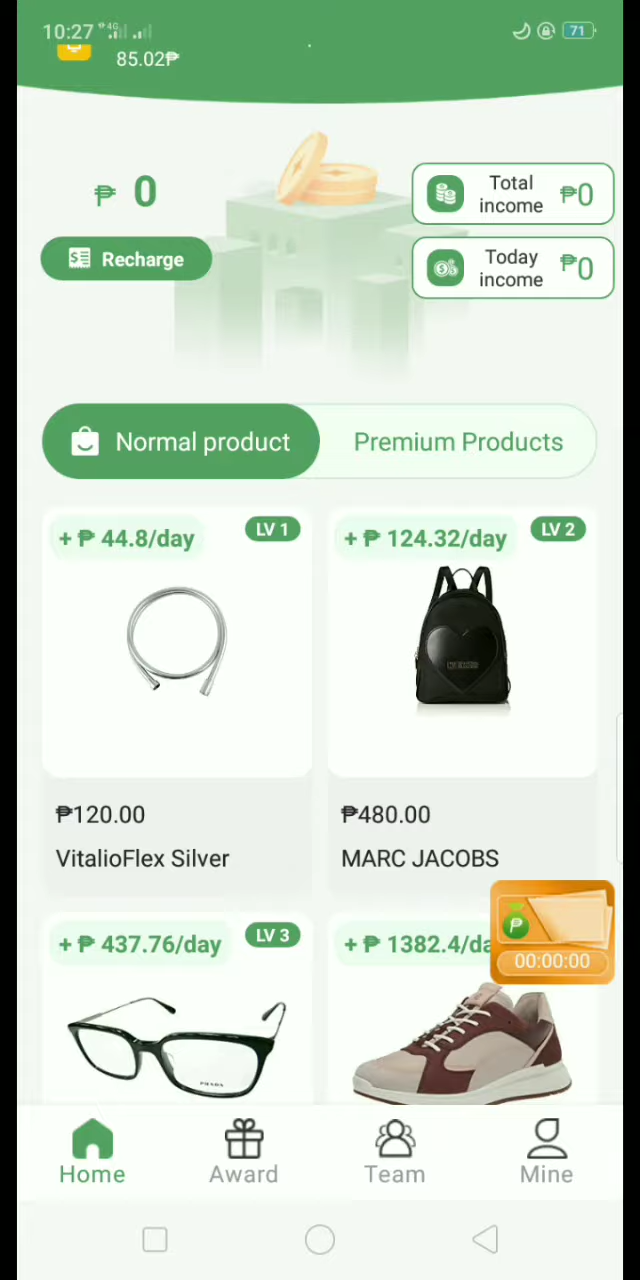 10:27 4G 71
85.02₱
₱ 0
Total income ₱0
Recharge
Today income ₱0
Normal product
Premium Products
+ ₱ 44.8/day LV 1
+ ₱ 124.32/day LV 2
₱120.00
₱480.00
VitalioFlex Silver
MARC JACOBS
+ ₱ 437.76/day LV 3
+ ₱ 1382.4/da
₱
00:00:00
PRADA
Home
Award
Team
Mine